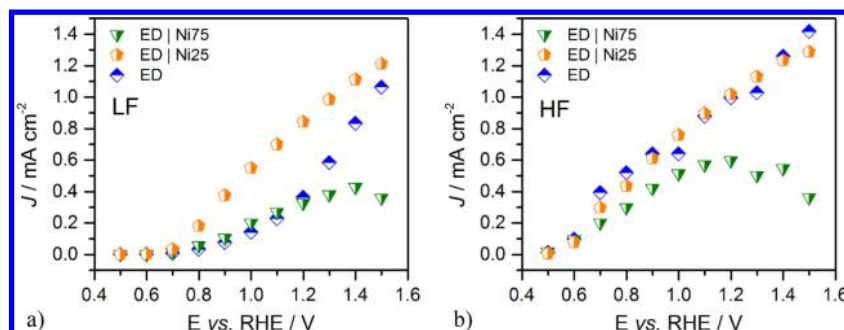 ED | Ni75
ED | Ni25
ED
LF
J / mA cm⁻²
1.4
1.2
1.0
0.8
0.6
0.4
0.2
0.0
0.4 0.6 0.8 1.0 1.2 1.4 1.6
E vs. RHE / V
a)
ED | Ni75
ED | Ni25
ED
HF
J / mA cm⁻²
1.4
1.2
1.0
0.8
0.6
0.4
0.2
0.0
0.4 0.6 0.8 1.0 1.2 1.4 1.6
E vs. RHE / V
b)